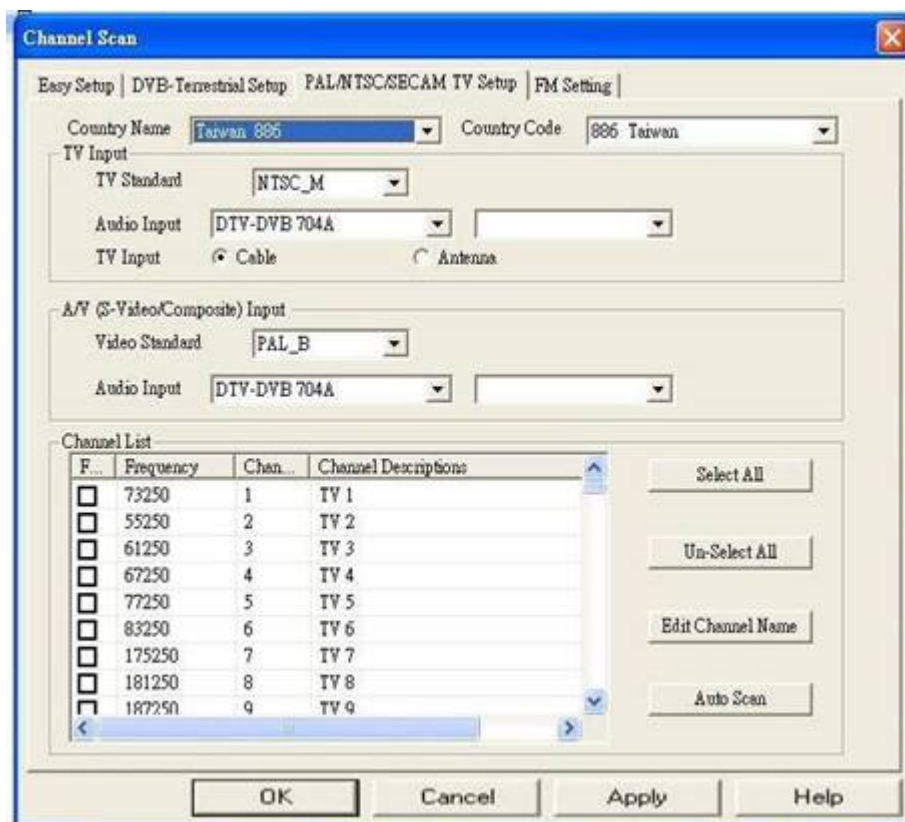 Channel Scan
Easy Setup DVB-Terrestrial Setup PAL/NTSC/SECAM TV Setup FM Setting
Country Name Taiwan 886 Country Code 886 Taiwan
TV Input
TV Standard NTSC_M
Audio Input DTV-DVB 704A
TV Input Cable Antenna
A/V (S-Video/Composite) Input
Video Standard PAL_B
Audio Input DTV-DVB 704A
Channel List
F... Frequency Chan... Channel Descriptions
73250 1 TV 1
55250 2 TV 2
61250 3 TV 3
67250 4 TV 4
77250 5 TV 5
83250 6 TV 6
175250 7 TV 7
181250 8 TV 8
187250 9 TV 9
Select All
Un-Select All
Edit Channel Name
Auto Scan
OK Cancel Apply Help